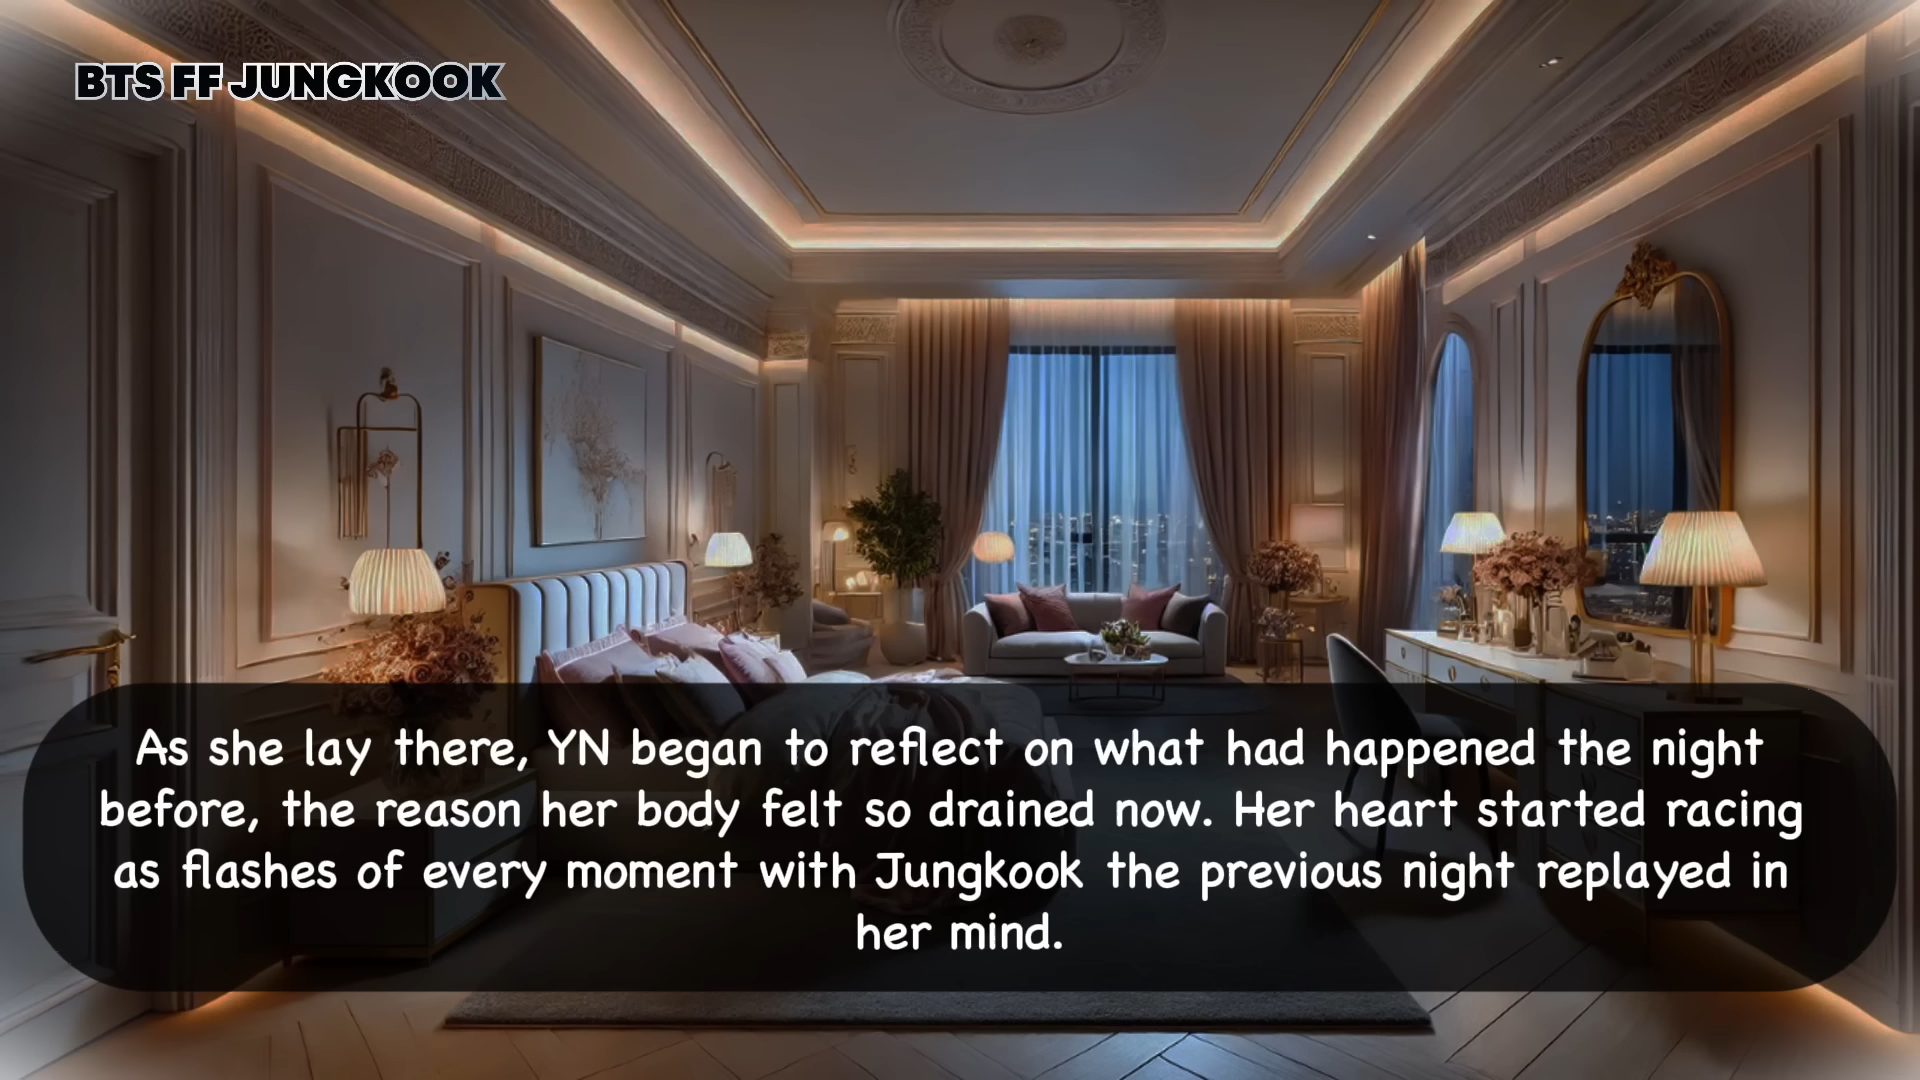 BTS FF JUNGKOOK
As she lay there, YN began to reflect on what had happened the night
before, the reason her body felt so drained now. Her heart started racing
as flashes of every moment with Jungkook the previous night replayed in
her mind.